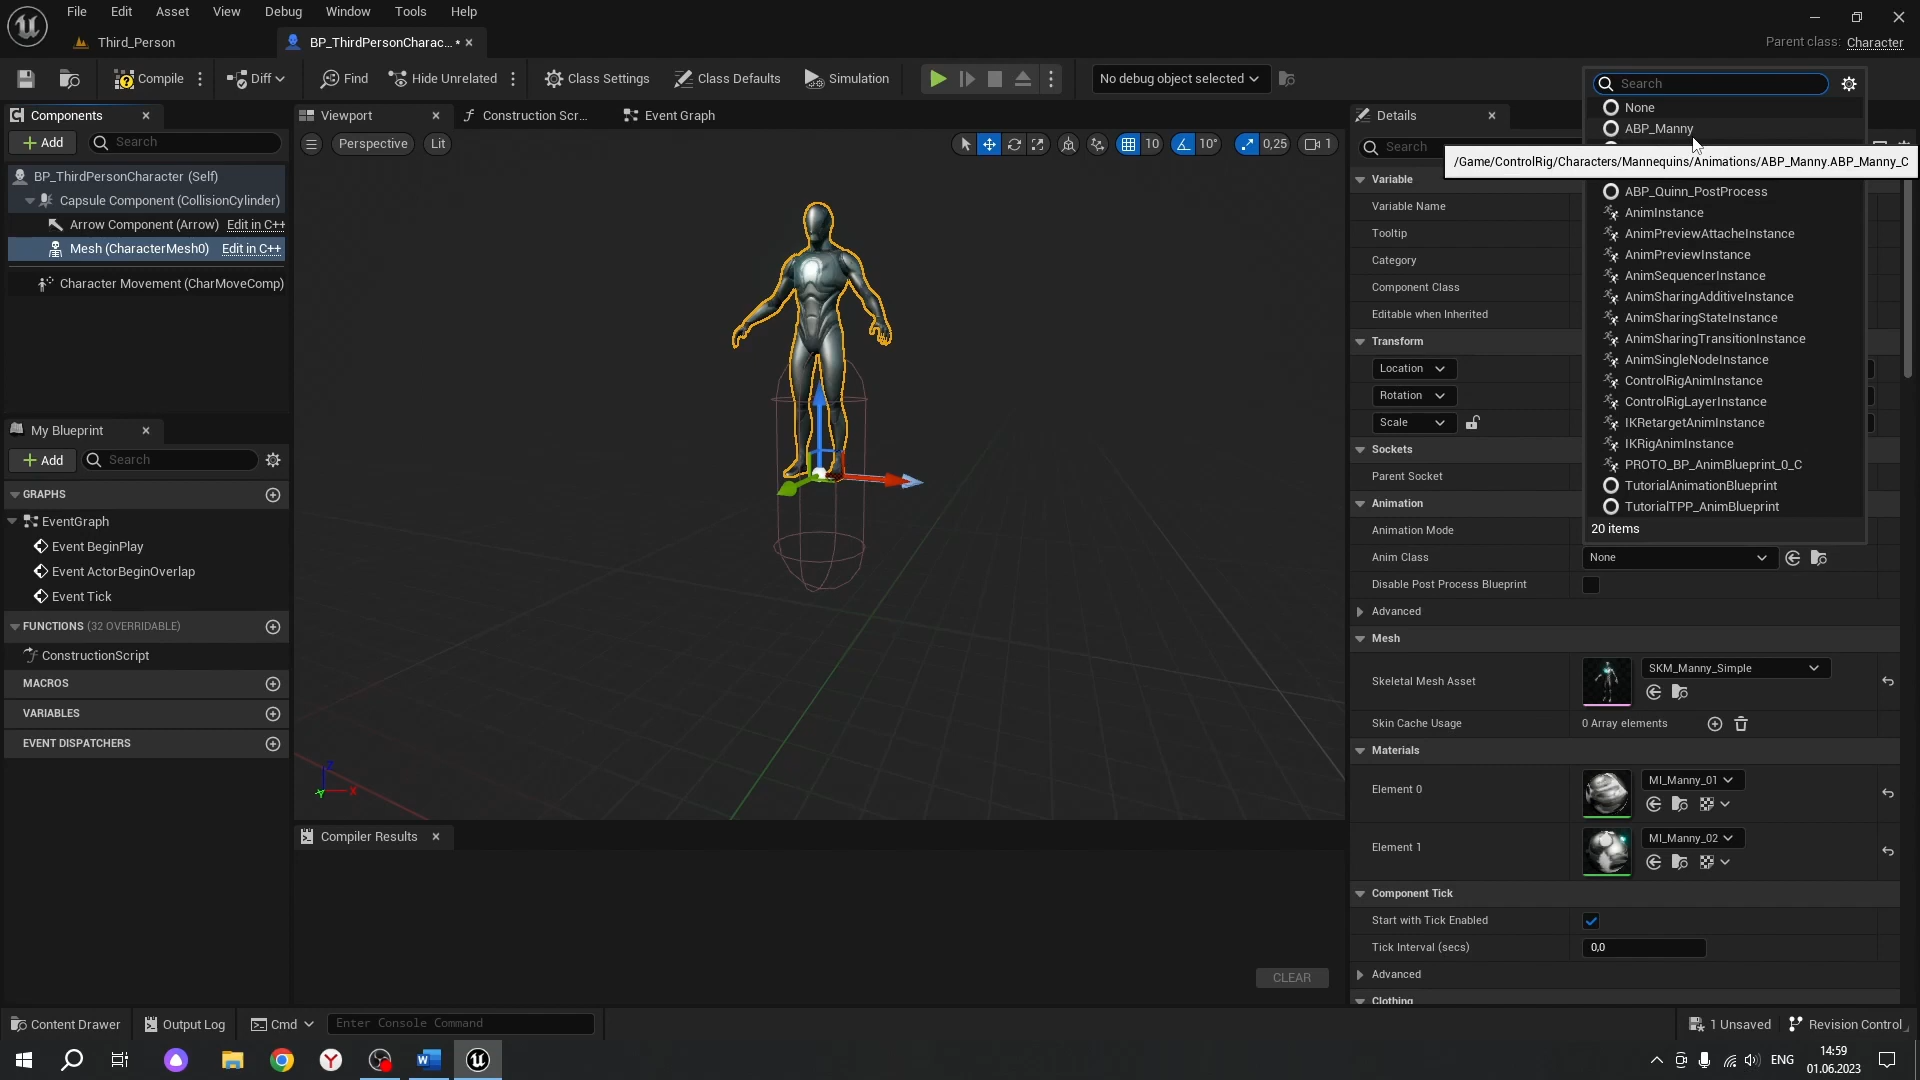 File Edit Asset View Debug Window Tools Help
Third_Person
BP_ThirdPersonCharac... *
Parent class: Character
Compile
Diff
Find
Hide Unrelated
Class Settings
Class Defaults
Simulation
No debug object selected
Components
Add
Search
BP_ThirdPersonCharacter (Self)
Capsule Component (CollisionCylinder)
Arrow Component (Arrow) Edit in C++
Mesh (CharacterMesh0) Edit in C++
Character Movement (CharMoveComp)
My Blueprint
Add
Search
GRAPHS
EventGraph
Event BeginPlay
Event ActorBeginOverlap
Event Tick
FUNCTIONS (32 OVERRIDABLE)
ConstructionScript
MACROS
VARIABLES
EVENT DISPATCHERS
Viewport
Construction Scr...
Event Graph
Perspective
Lit
10
10°
0,25
1
Z
X
Y
Compiler Results
CLEAR
Details
Search
Variable
Variable Name
Tooltip
Category
Component Class
Editable when Inherited
Transform
Location
Rotation
Scale
Sockets
Parent Socket
Animation
Animation Mode
Anim Class
None
Disable Post Process Blueprint
Advanced
Mesh
Skeletal Mesh Asset
SKM_Manny_Simple
Skin Cache Usage
0 Array elements
Materials
Element 0
MI_Manny_01
Element 1
MI_Manny_02
Component Tick
Start with Tick Enabled
Tick Interval (secs)
0,0
Advanced
Clothing
Search
None
ABP_Manny
/Game/ControlRig/Characters/Mannequins/Animations/ABP_Manny.ABP_Manny_C
ABP_Quinn_PostProcess
AnimInstance
AnimPreviewAttacheInstance
AnimPreviewInstance
AnimSequencerInstance
AnimSharingAdditiveInstance
AnimSharingStateInstance
AnimSharingTransitionInstance
AnimSingleNodeInstance
ControlRigAnimInstance
ControlRigLayerInstance
IKRetargetAnimInstance
IKRigAnimInstance
PROTO_BP_AnimBlueprint_0_C
TutorialAnimationBlueprint
TutorialTPP_AnimBlueprint
20 items
Content Drawer
Output Log
Cmd
Enter Console Command
1 Unsaved
Revision Control
ENG
14:59
01.06.2023